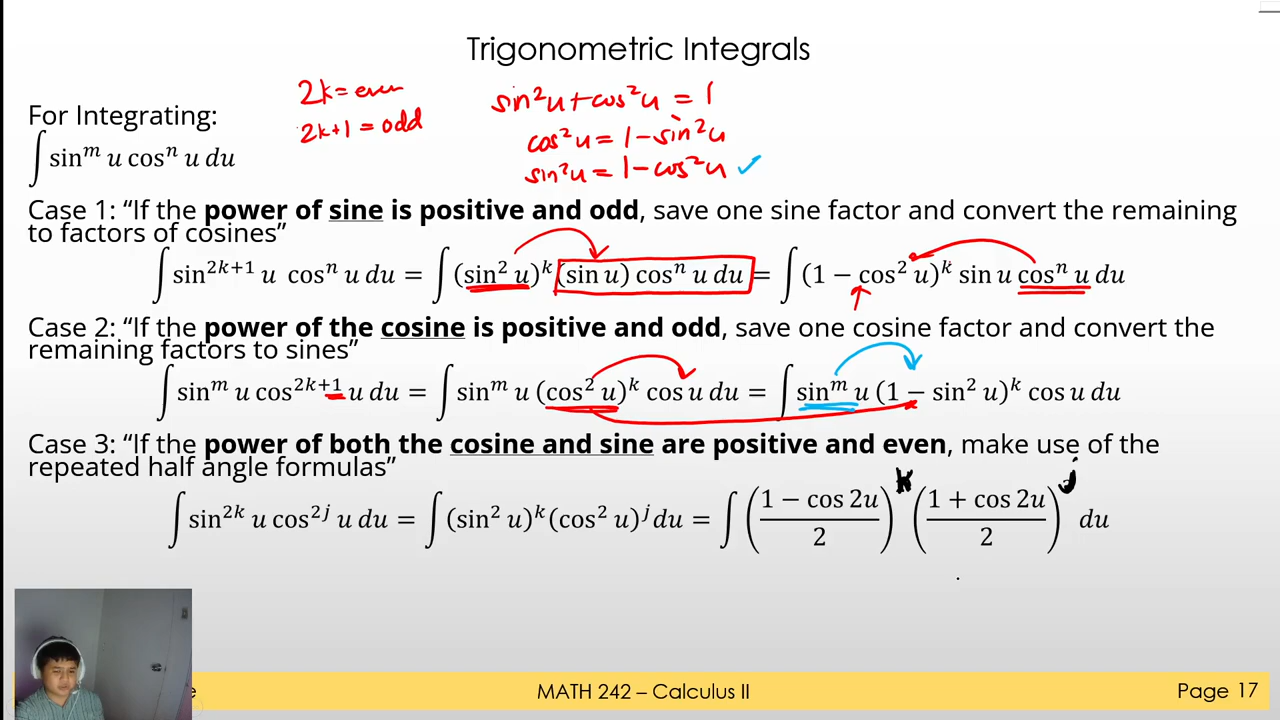 Trigonometric Integrals
2k = even
2k+1 = odd
sin²u + cos²u = 1
cos²u = 1 − sin²u
sin²u = 1 − cos²u ✓
For Integrating:
∫ sinᵐ u cosⁿ u du
Case 1: “If the power of sine is positive and odd, save one sine factor and convert the remaining
to factors of cosines”
∫ sin²ᵏ⁺¹ u cosⁿ u du = ∫ (sin² u)ᵏ (sin u) cosⁿ u du = ∫ (1 − cos² u)ᵏ sin u cosⁿ u du
Case 2: “If the power of the cosine is positive and odd, save one cosine factor and convert the
remaining factors to sines”
∫ sinᵐ u cos²ᵏ⁺¹ u du = ∫ sinᵐ u (cos² u)ᵏ cos u du = ∫ sinᵐ u (1 − sin² u)ᵏ cos u du
Case 3: “If the power of both the cosine and sine are positive and even, make use of the
repeated half angle formulas”
∫ sin²ᵏ u cos²ʲ u du = ∫ (sin² u)ᵏ (cos² u)ʲ du = ∫ ((1 − cos 2u)/2)ᵏ ((1 + cos 2u)/2)ʲ du
MATH 242 – Calculus II
Page 17